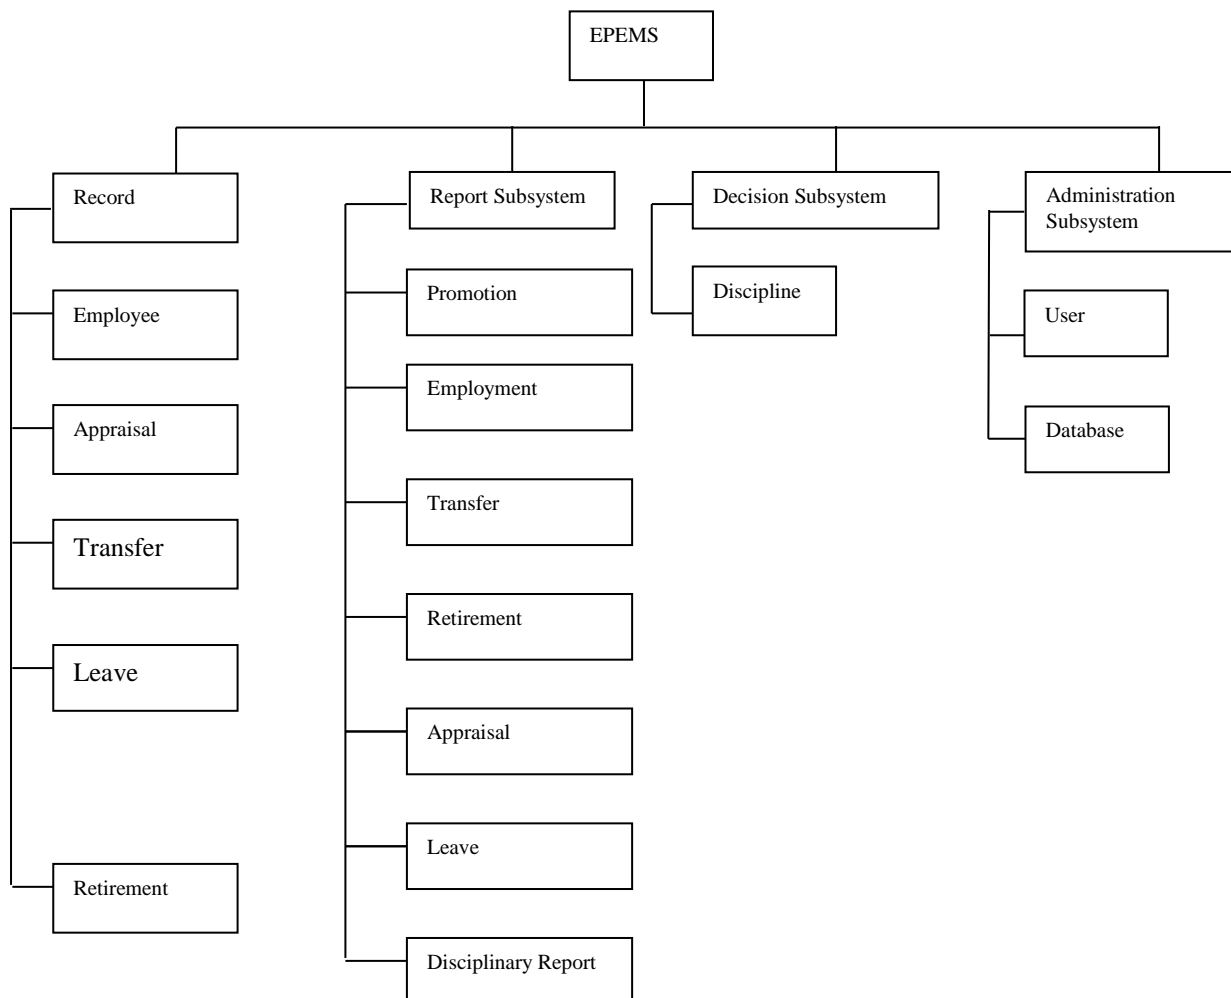 EPEMS
Record
Employee
Appraisal
Transfer
Leave
Retirement
Report Subsystem
Promotion
Employment
Transfer
Retirement
Appraisal
Leave
Disciplinary Report
Decision Subsystem
Discipline
Administration
Subsystem
User
Database